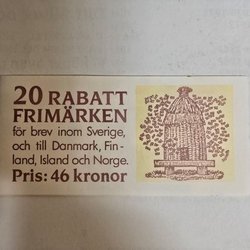 20 RABATT
FRIMÄRKEN
för brev inom Sverige,
och till Danmark, Fin-
land, Island och Norge.
Pris: 46 kronor